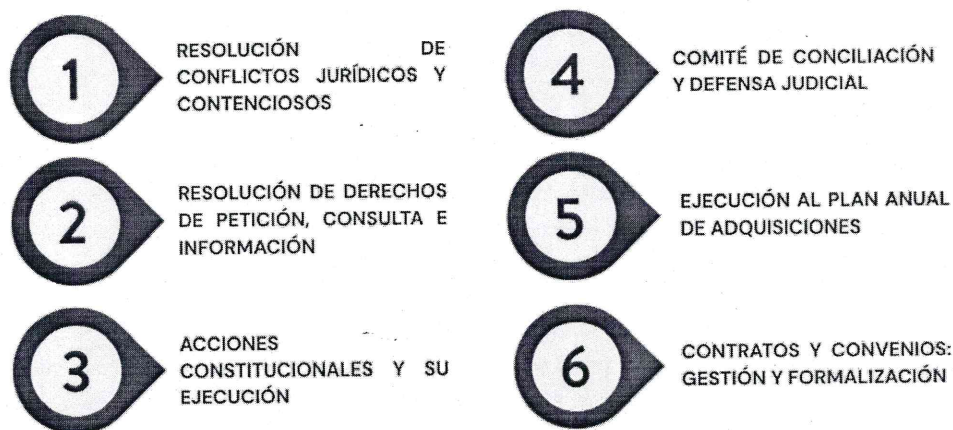 1
RESOLUCIÓN DE
CONFLICTOS JURÍDICOS Y
CONTENCIOSOS
2
RESOLUCIÓN DE DERECHOS
DE PETICIÓN, CONSULTA E
INFORMACIÓN
3
ACCIONES
CONSTITUCIONALES Y SU
EJECUCIÓN
4
COMITÉ DE CONCILIACIÓN
Y DEFENSA JUDICIAL
5
EJECUCIÓN AL PLAN ANUAL
DE ADQUISICIONES
6
CONTRATOS Y CONVENIOS:
GESTIÓN Y FORMALIZACIÓN